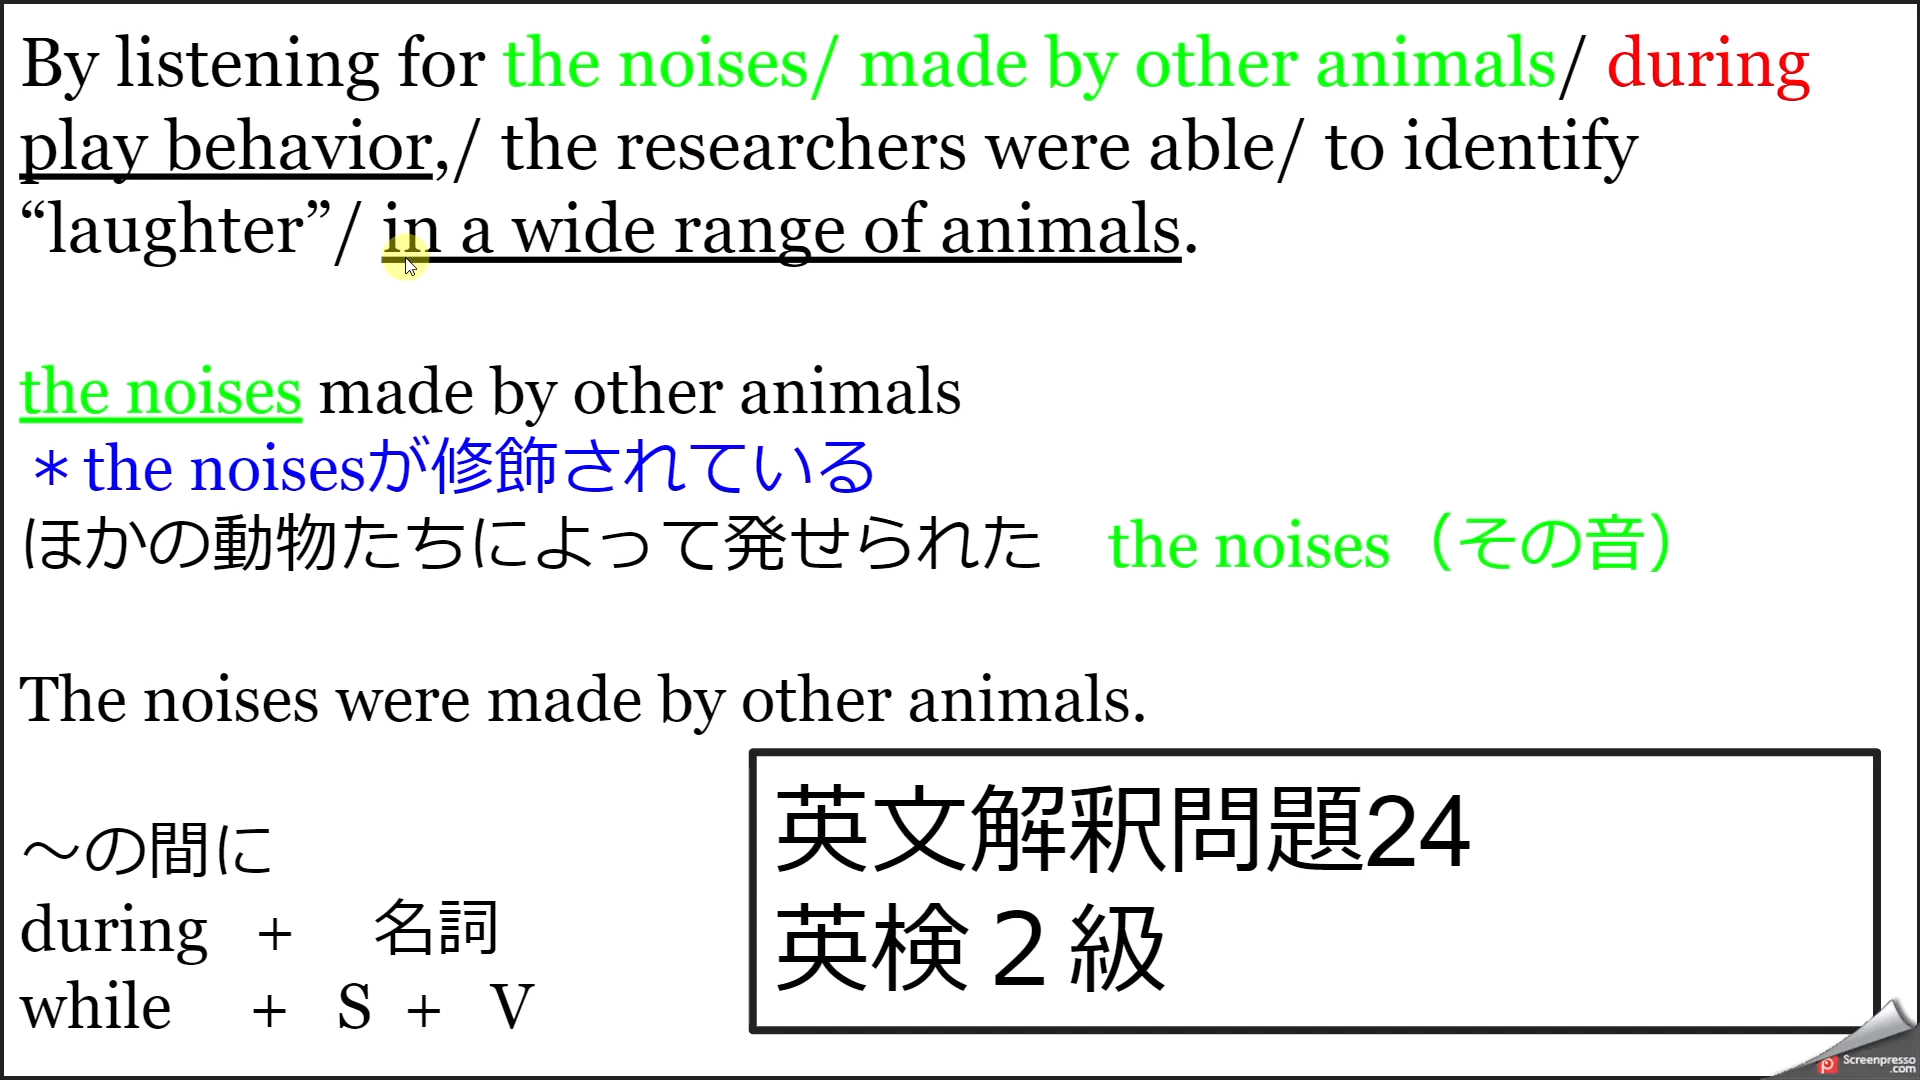 By listening for the noises/ made by other animals/ during
play behavior,/ the researchers were able/ to identify
“laughter”/ in a wide range of animals.
the noises made by other animals
＊the noisesが修飾されている
ほかの動物たちによって発せられた　the noises（その音）
The noises were made by other animals.
～の間に
during + 名詞
while + S + V
英文解釈問題24
英検２級
Screenpresso
.com